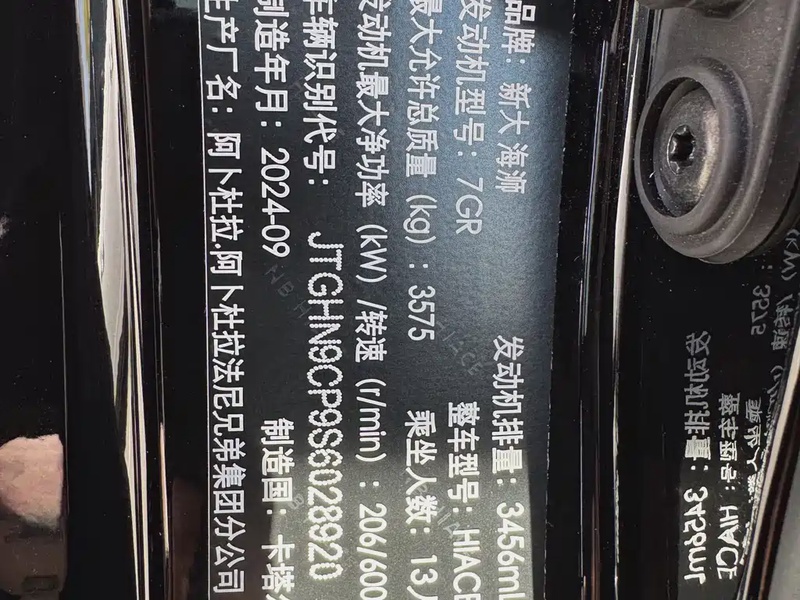 品牌：新大 海狮
发动机型号：7GR 发动机排量：3456mL
最大允许总质量（kg）：3575 整车型号：HIACE
发动机最大净功率（kW）/转速（r/min）：206/600 乘坐人数：13人
车辆识别代号：JTGHN9CP9S6028920
制造年月：2024-09 制造国：卡塔
生产厂名：阿卜杜拉.阿卜杜拉法尼兄弟集团分公司